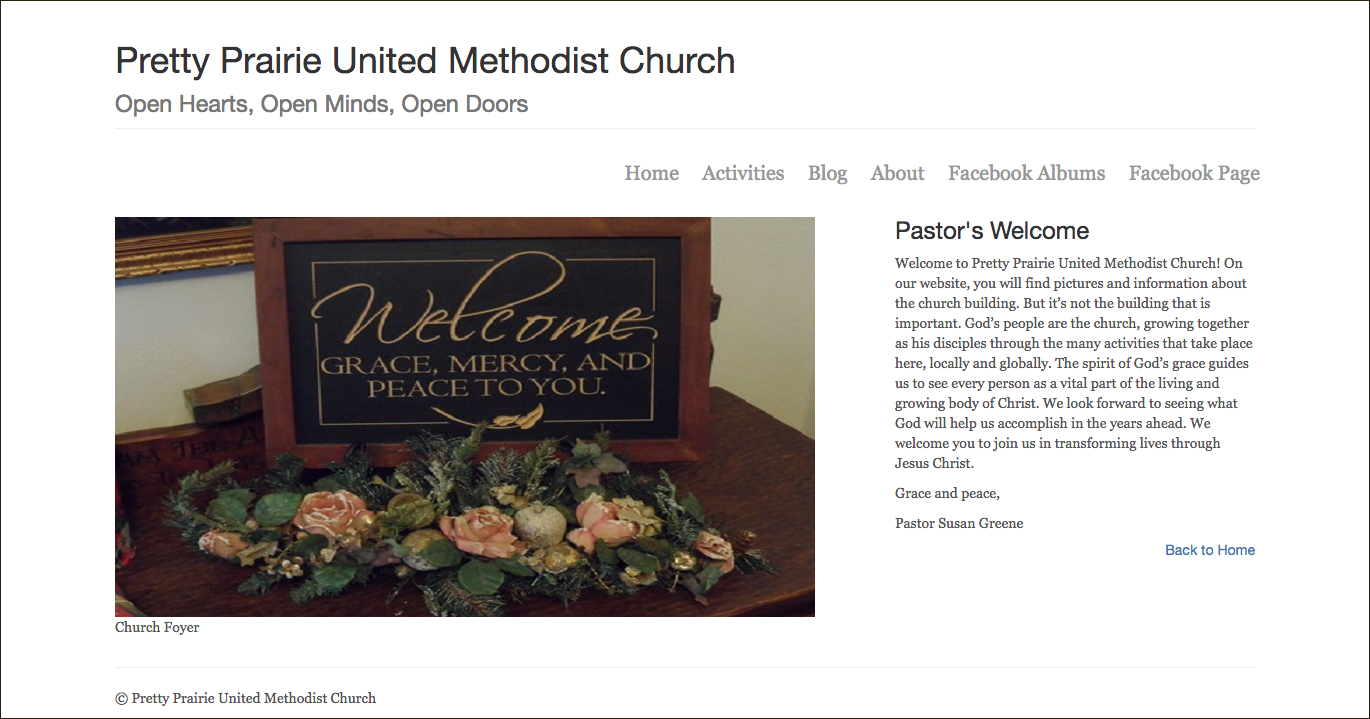 Pretty Prairie United Methodist Church
Open Hearts, Open Minds, Open Doors
Home Activities Blog About Facebook Albums Facebook Page
Welcome
GRACE, MERCY, AND
PEACE TO YOU.
Church Foyer
Pastor's Welcome
Welcome to Pretty Prairie United Methodist Church! On
our website, you will find pictures and information about
the church building. But it’s not the building that is
important. God’s people are the church, growing together
as his disciples through the many activities that take place
here, locally and globally. The spirit of God’s grace guides
us to see every person as a vital part of the living and
growing body of Christ. We look forward to seeing what
God will help us accomplish in the years ahead. We
welcome you to join us in transforming lives through
Jesus Christ.
Grace and peace,
Pastor Susan Greene
Back to Home
© Pretty Prairie United Methodist Church